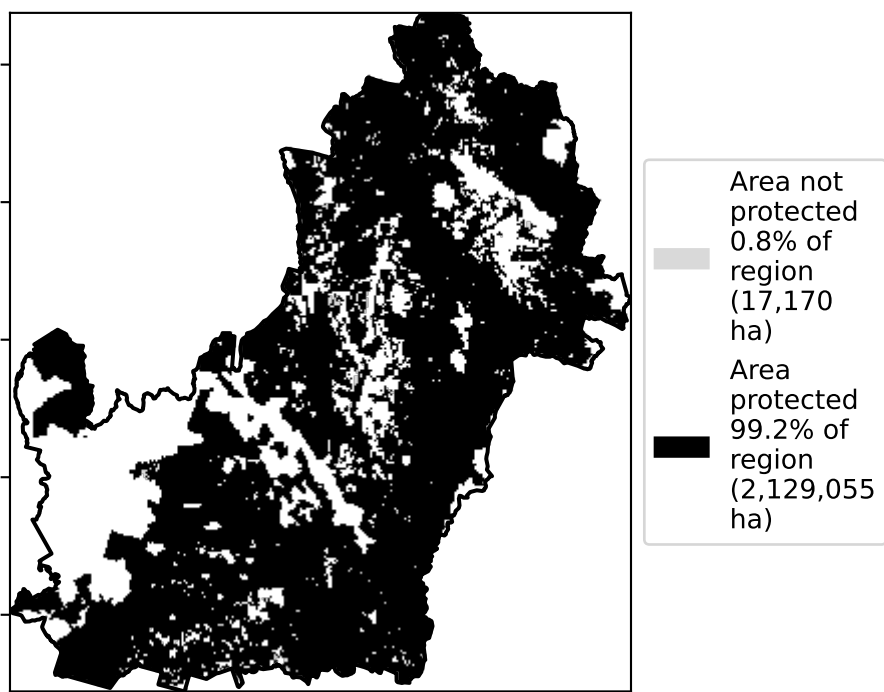 Area not
protected
0.8% of
region
(17,170
ha)
Area
protected
99.2% of
region
(2,129,055
ha)